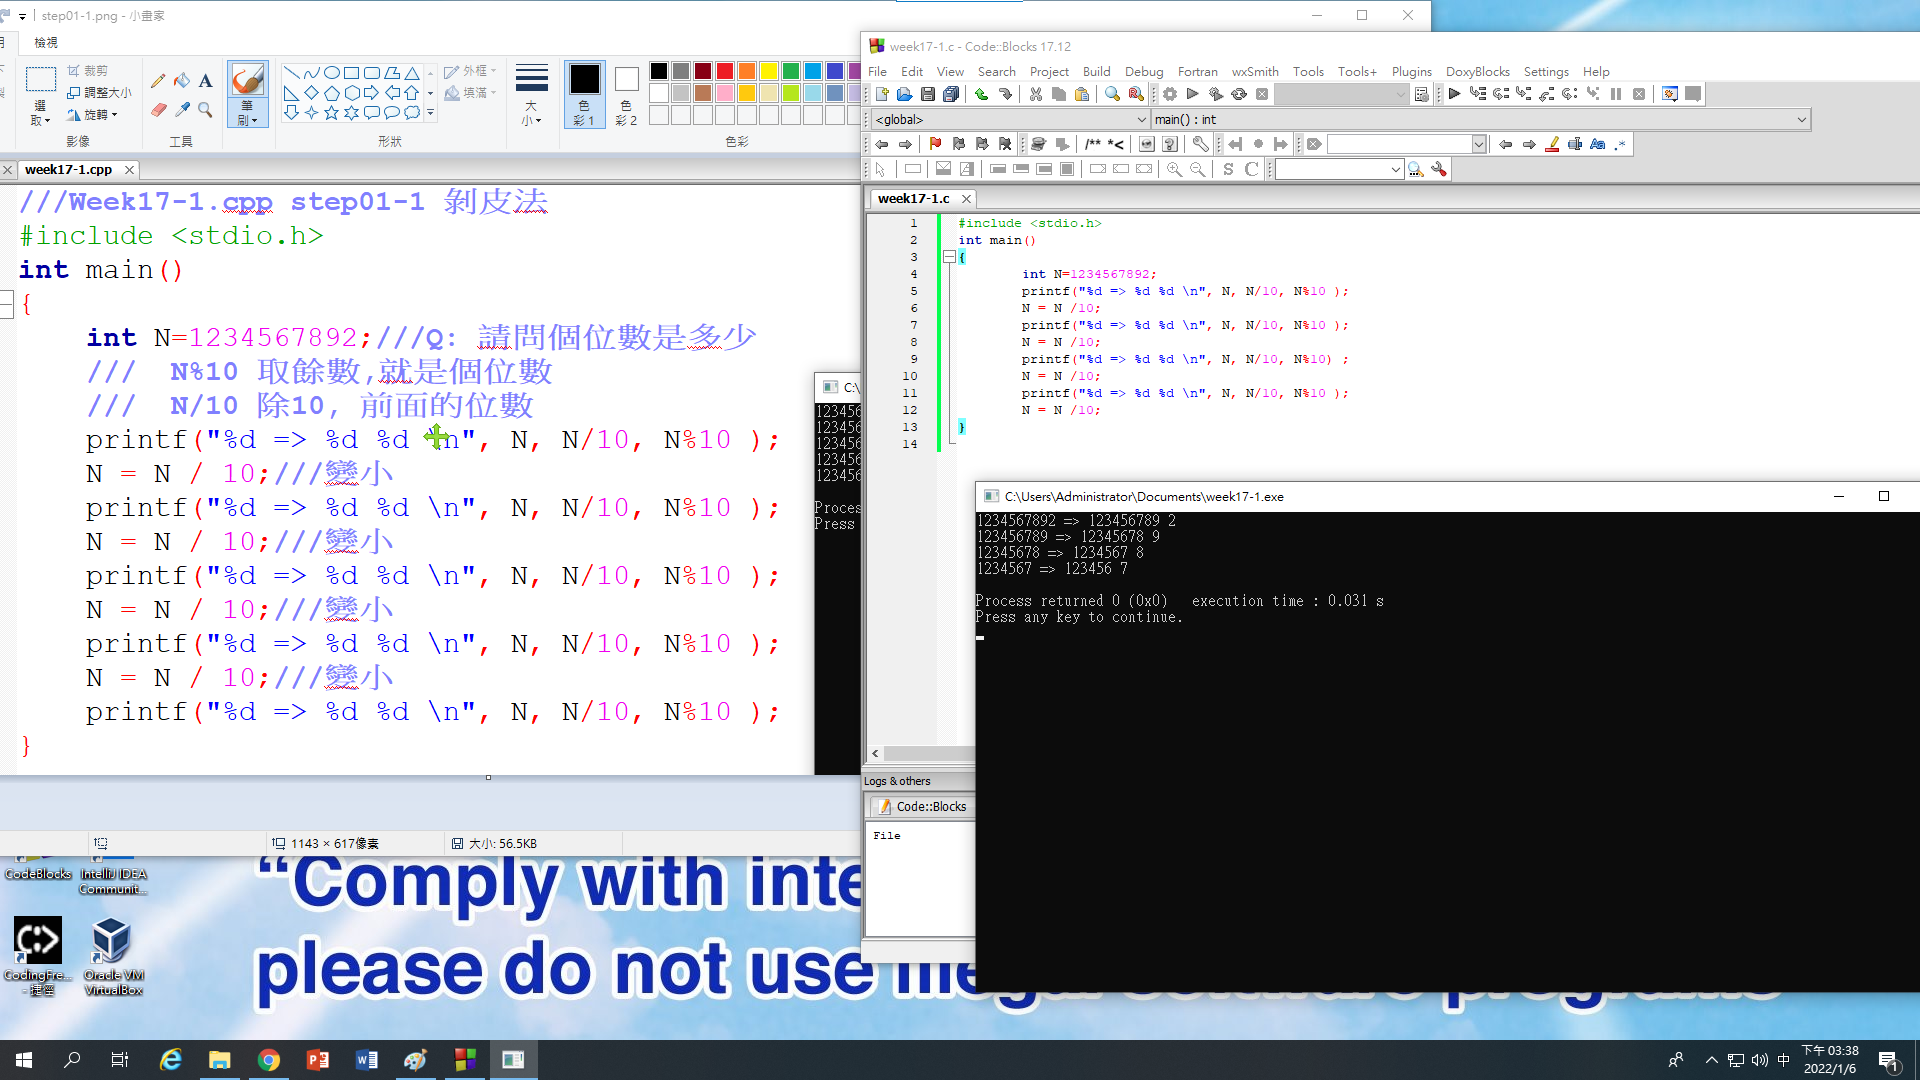 step01-1.png - 小畫家
檢視
選取
剪裁
調整大小
旋轉
影像
工具
筆刷
形狀
外框
填滿
大小
色彩 1
色彩 2
色彩
week17-1.cpp
///Week17-1.cpp step01-1 剝皮法
#include <stdio.h>
int main()
{
int N=1234567892;///Q: 請問個位數是多少
/// N%10 取餘數,就是個位數
/// N/10 除10, 前面的位數
printf("%d => %d %d \n", N, N/10, N%10 );
N = N / 10;///變小
printf("%d => %d %d \n", N, N/10, N%10 );
N = N / 10;///變小
printf("%d => %d %d \n", N, N/10, N%10 );
N = N / 10;///變小
printf("%d => %d %d \n", N, N/10, N%10 );
N = N / 10;///變小
printf("%d => %d %d \n", N, N/10, N%10 );
}
C:\
123456
123456
123456
123456
123456
Proces
Press
1143 × 617像素
大小: 56.5KB
week17-1.c - Code::Blocks 17.12
File Edit View Search Project Build Debug Fortran wxSmith Tools Tools+ Plugins DoxyBlocks Settings Help
<global>
main() : int
week17-1.c
1 #include <stdio.h>
2 int main()
3 {
4 int N=1234567892;
5 printf("%d => %d %d \n", N, N/10, N%10 );
6 N = N /10;
7 printf("%d => %d %d \n", N, N/10, N%10 );
8 N = N /10;
9 printf("%d => %d %d \n", N, N/10, N%10) ;
10 N = N /10;
11 printf("%d => %d %d \n", N, N/10, N%10 );
12 N = N /10;
13 }
14
C:\Users\Administrator\Documents\week17-1.exe
1234567892 => 123456789 2
123456789 => 12345678 9
12345678 => 1234567 8
1234567 => 123456 7
Process returned 0 (0x0) execution time : 0.031 s
Press any key to continue.
Logs & others
Code::Blocks
File
CodeBlocks
IntelliJ IDEA Communit...
CodingFre... - 捷徑
Oracle VM VirtualBox
“Comply with inte
please do not use illegal software programs
中
下午 03:38
2022/1/6
1